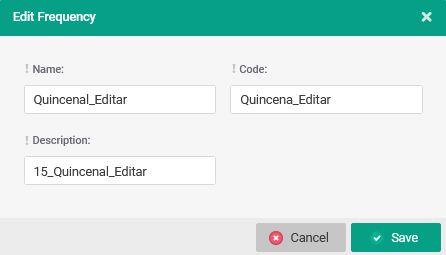 Edit Frequency
! Name:
! Code:
Quincenal_Editar
Quincena_Editar
! Description:
15_Quincenal_Editar
Cancel
Save